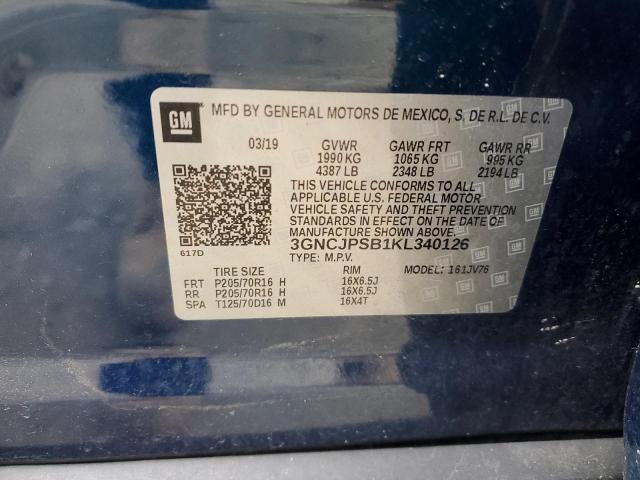 GM
MFD BY GENERAL MOTORS DE MEXICO, S. DE R.L. DE C.V.
03/19 GVWR GAWR FRT GAWR RR
1990 KG 1065 KG 995 KG
4387 LB 2348 LB 2194 LB
THIS VEHICLE CONFORMS TO ALL
APPLICABLE U.S. FEDERAL MOTOR
VEHICLE SAFETY AND THEFT PREVENTION
STANDARDS IN EFFECT ON THE DATE OF
MANUFACTURE SHOWN ABOVE.
617D
3GNCJPSB1KL340126
TYPE: M.P.V. MODEL: 161JV76
TIRE SIZE RIM
FRT P205/70R16 H 16X6.5J
RR P205/70R16 H 16X6.5J
SPA T125/70D16 M 16X4T